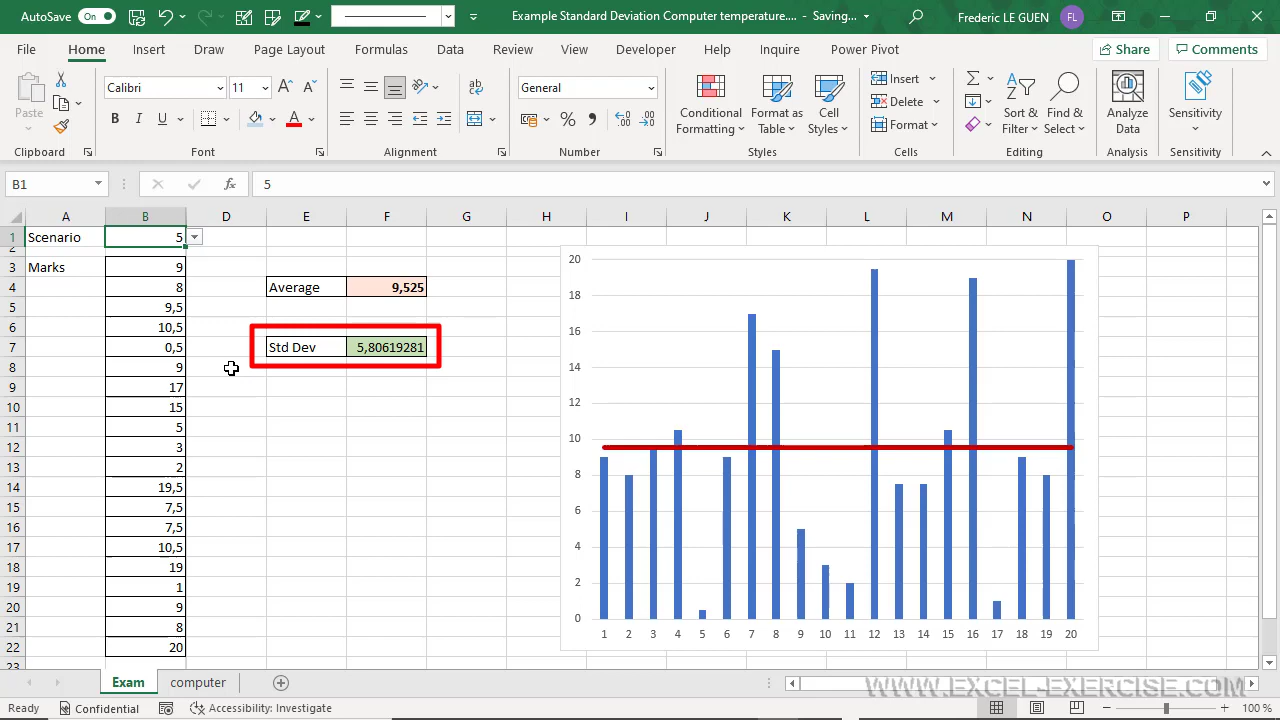 AutoSave On Example Standard Deviation Computer temperature.... Saving... Frederic LE GUEN FL
File Home Insert Draw Page Layout Formulas Data Review View Developer Help Inquire Power Pivot Share Comments
Paste
Clipboard
Calibri 11
B I U A
Font
Alignment
General
% 9
Number
Conditional Formatting
Format as Table
Cell Styles
Styles
Insert
Delete
Format
Cells
Sort & Filter
Find & Select
Editing
Analyze Data
Analysis
Sensitivity
Sensitivity
B1 fx 5
A B D E F G H I J K L M N O P
1 Scenario 5
2
3 Marks 9
4 8 Average 9,525
5 9,5
6 10,5
7 0,5 Std Dev 5,80619281
8 9
9 17
10 15
11 5
12 3
13 2
14 19,5
15 7,5
16 7,5
17 10,5
18 19
19 1
20 9
21 8
22 20
23
20
18
16
14
12
10
8
6
4
2
0
1 2 3 4 5 6 7 8 9 10 11 12 13 14 15 16 17 18 19 20
Exam computer
WWW.EXCEL-EXERCISE.COM
Ready Confidential Accessibility: Investigate 100 %